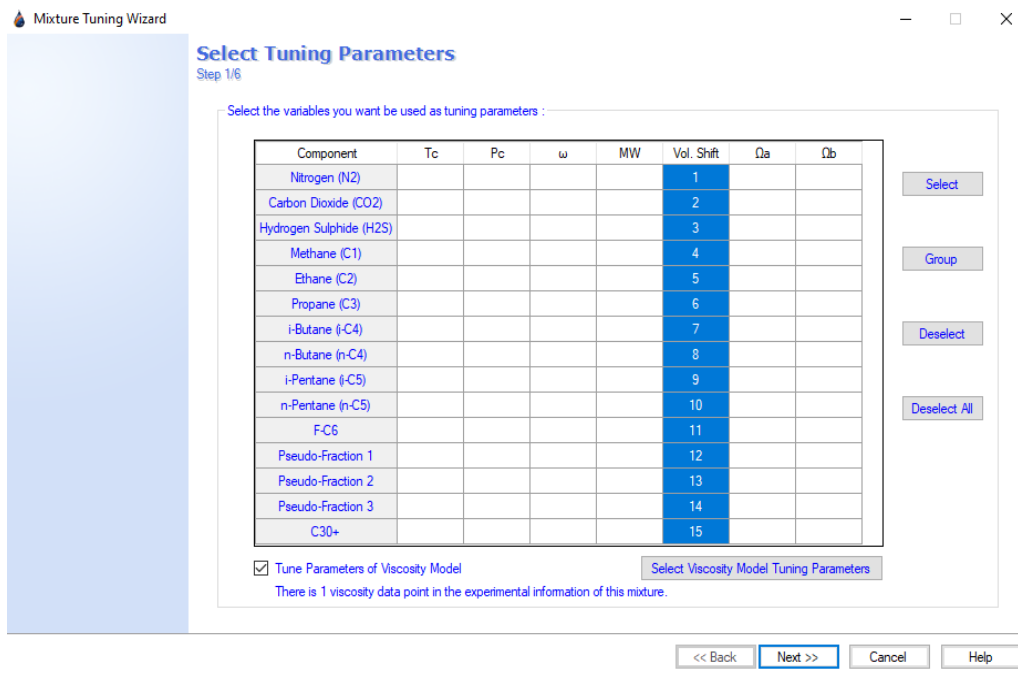 Mixture Tuning Wizard
Select Tuning Parameters
Step 1/6
Select the variables you want be used as tuning parameters :
Component Tc Pc ω MW Vol. Shift Ωa Ωb
Nitrogen (N2) 1
Carbon Dioxide (CO2) 2
Hydrogen Sulphide (H2S) 3
Methane (C1) 4
Ethane (C2) 5
Propane (C3) 6
i-Butane (i-C4) 7
n-Butane (n-C4) 8
i-Pentane (i-C5) 9
n-Pentane (n-C5) 10
F-C6 11
Pseudo-Fraction 1 12
Pseudo-Fraction 2 13
Pseudo-Fraction 3 14
C30+ 15
Select
Group
Deselect
Deselect All
Tune Parameters of Viscosity Model
Select Viscosity Model Tuning Parameters
There is 1 viscosity data point in the experimental information of this mixture.
<< Back Next >> Cancel Help